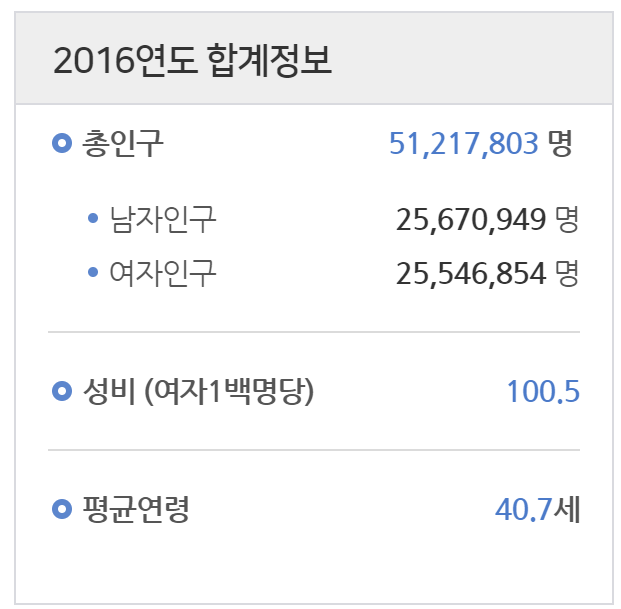 2016연도 합계정보
총인구 51,217,803 명
남자인구 25,670,949 명
여자인구 25,546,854 명
성비 (여자1백명당) 100.5
평균연령 40.7세